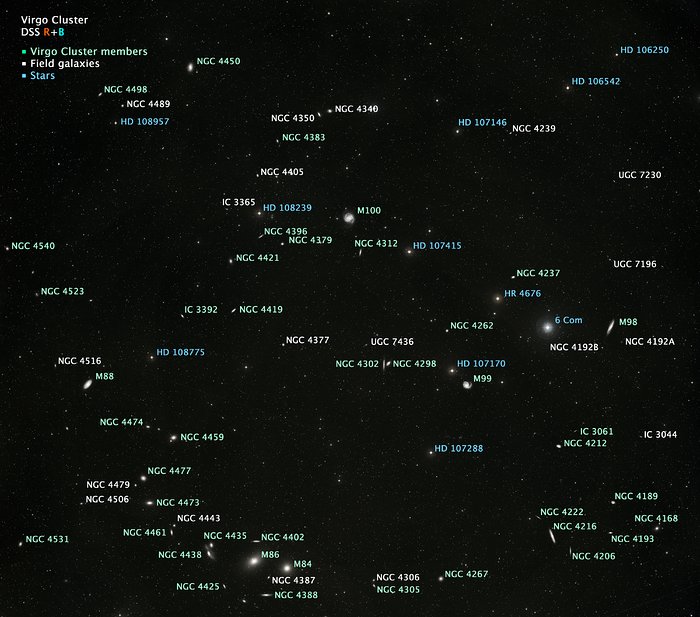 Virgo Cluster
DSS R+B
Virgo Cluster members
Field galaxies
Stars
HD 106250
NGC 4450
HD 106542
NGC 4498
NGC 4489
NGC 4340
NGC 4350
HD 108957
HD 107146
NGC 4239
NGC 4383
NGC 4405
UGC 7230
IC 3365
HD 108239
M100
NGC 4396
NGC 4379
NGC 4312
HD 107415
NGC 4540
NGC 4421
UGC 7196
NGC 4237
NGC 4523
HR 4676
IC 3392
NGC 4419
6 Com
M98
NGC 4262
NGC 4377
UGC 7436
NGC 4192B
NGC 4192A
HD 108775
NGC 4516
NGC 4302
NGC 4298
HD 107170
M88
M99
NGC 4474
NGC 4459
IC 3061
IC 3044
NGC 4212
HD 107288
NGC 4477
NGC 4479
NGC 4506
NGC 4473
NGC 4189
NGC 4222
NGC 4443
NGC 4168
NGC 4216
NGC 4461
NGC 4531
NGC 4435
NGC 4402
NGC 4193
NGC 4438
M86
NGC 4206
M84
NGC 4387
NGC 4306
NGC 4267
NGC 4425
NGC 4305
NGC 4388